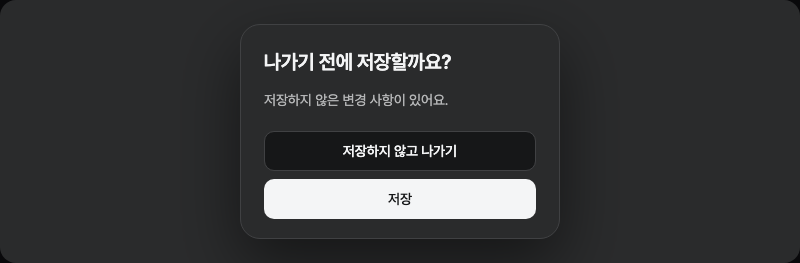 나가기 전에 저장할까요?
저장하지 않은 변경 사항이 있어요.
저장하지 않고 나가기
저장